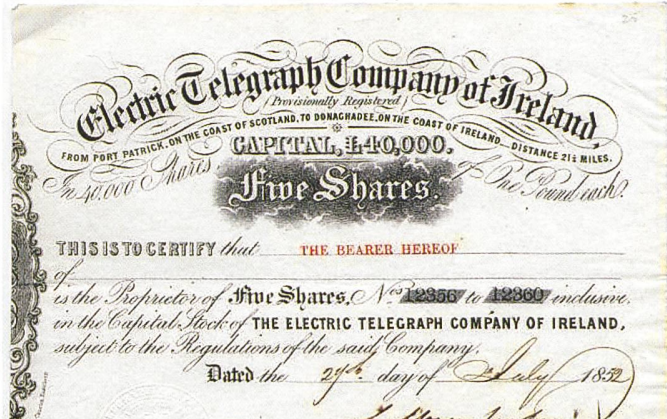 25
Electric Telegraph Company of Ireland,
(Provisionally Registered)
FROM PORT PATRICK, ON THE COAST OF SCOTLAND, TO DONAGHADEE, ON THE COAST OF IRELAND DISTANCE 21½ MILES.
CAPITAL, £40,000.
In 40,000 Shares of One Pound each.
Five Shares.
THIS IS TO CERTIFY that THE BEARER HEREOF
of
is the Proprietor of Five Shares, Nos 12356 to 12360 inclusive,
in the Capital Stock of THE ELECTRIC TELEGRAPH COMPANY OF IRELAND,
subject to the Regulations of the said Company.
Dated the 29th day of July 1852